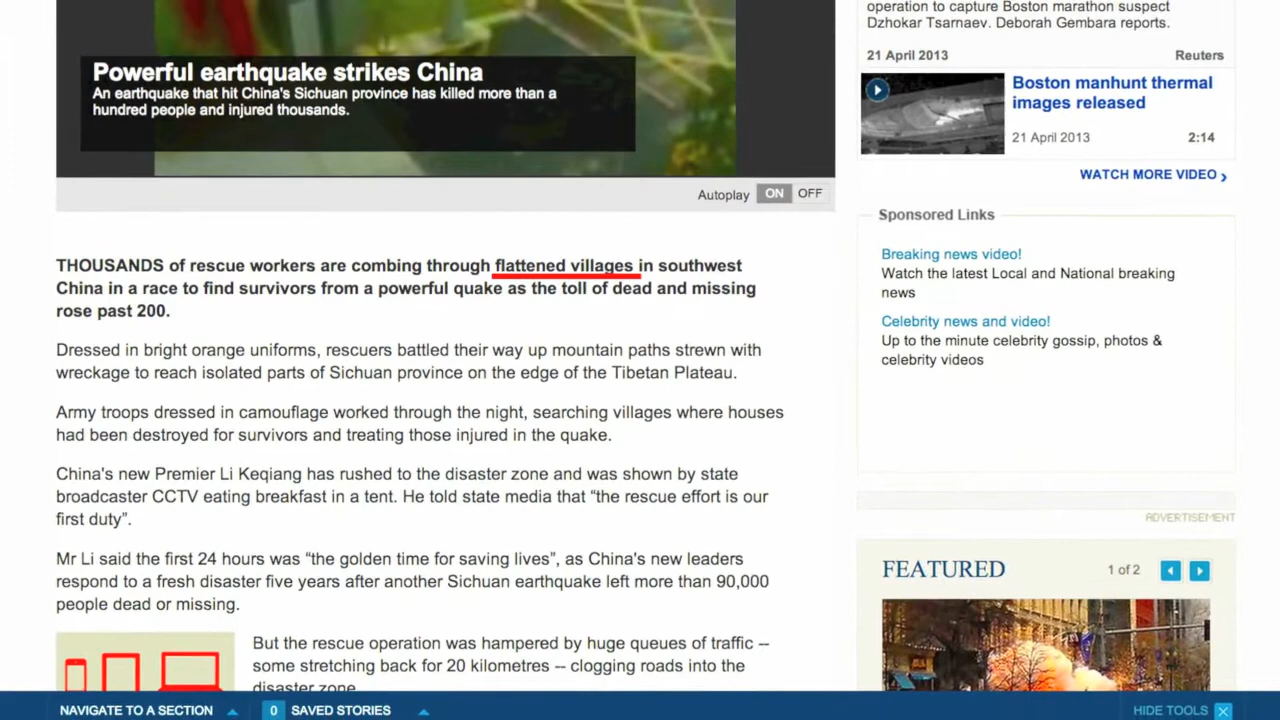 Powerful earthquake strikes China
An earthquake that hit China's Sichuan province has killed more than a
hundred people and injured thousands.
Autoplay ON OFF
THOUSANDS of rescue workers are combing through flattened villages in southwest
China in a race to find survivors from a powerful quake as the toll of dead and missing
rose past 200.
Dressed in bright orange uniforms, rescuers battled their way up mountain paths strewn with
wreckage to reach isolated parts of Sichuan province on the edge of the Tibetan Plateau.
Army troops dressed in camouflage worked through the night, searching villages where houses
had been destroyed for survivors and treating those injured in the quake.
China's new Premier Li Keqiang has rushed to the disaster zone and was shown by state
broadcaster CCTV eating breakfast in a tent. He told state media that “the rescue effort is our
first duty”.
Mr Li said the first 24 hours was “the golden time for saving lives”, as China's new leaders
respond to a fresh disaster five years after another Sichuan earthquake left more than 90,000
people dead or missing.
But the rescue operation was hampered by huge queues of traffic --
some stretching back for 20 kilometres -- clogging roads into the
disaster zone
operation to capture Boston marathon suspect
Dzhokar Tsarnaev. Deborah Gembara reports.
21 April 2013 Reuters
Boston manhunt thermal
images released
21 April 2013 2:14
WATCH MORE VIDEO ›
Sponsored Links
Breaking news video!
Watch the latest Local and National breaking
news
Celebrity news and video!
Up to the minute celebrity gossip, photos &
celebrity videos
ADVERTISEMENT
FEATURED 1 of 2
NAVIGATE TO A SECTION 0 SAVED STORIES HIDE TOOLS